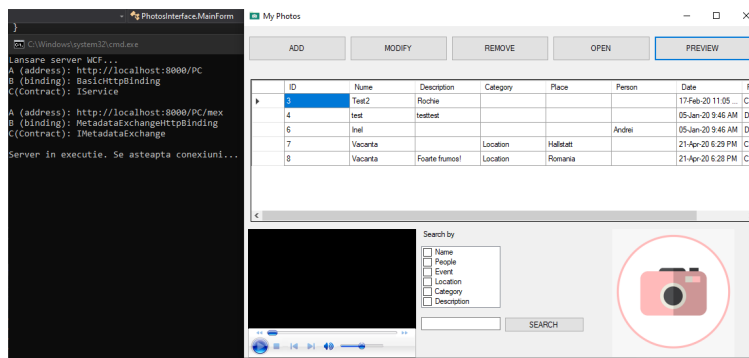 PhotosInterface.MainForm
}
C:\Windows\system32\cmd.exe
Lansare server WCF...
A (address): http://localhost:8000/PC
B (binding): BasicHttpBinding
C(Contract): IService
A (address): http://localhost:8000/PC/mex
B (binding): MetadataExchangeHttpBinding
C(Contract): IMetadataExchange
Server in executie. Se asteapta conexiuni...
My Photos
ADD MODIFY REMOVE OPEN PREVIEW
ID Nume Description Category Place Person Date
3 Test2 Rochie 17-Feb-20 11:05 ... C
4 test testtest 05-Jan-20 9:46 AM D
6 Inel Andrei 05-Jan-20 9:46 AM D
7 Vacanta Location Hallstatt 21-Apr-20 6:29 PM C
8 Vacanta Foarte frumos! Location Romania 21-Apr-20 6:28 PM C
Search by
Name
People
Event
Location
Category
Description
SEARCH